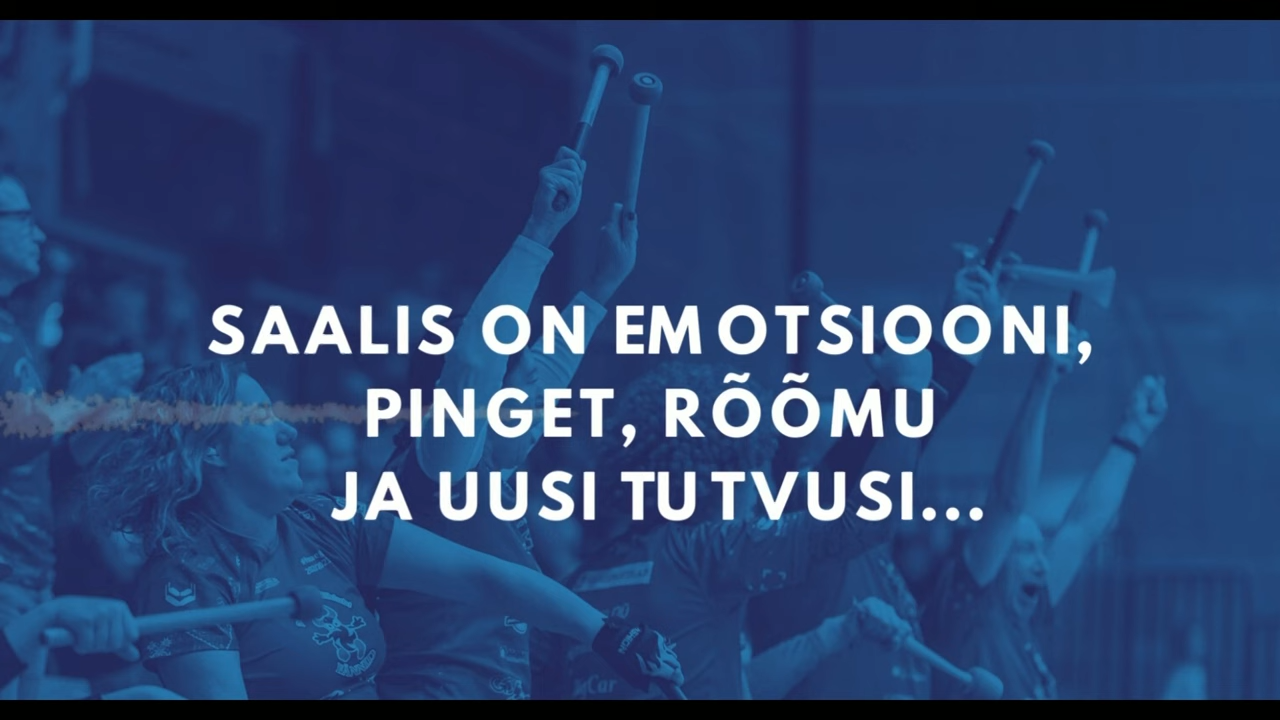 SAALIS ON EMOTSIOONI,
PINGET, RÕÕMU
JA UUSI TUTVUSI...